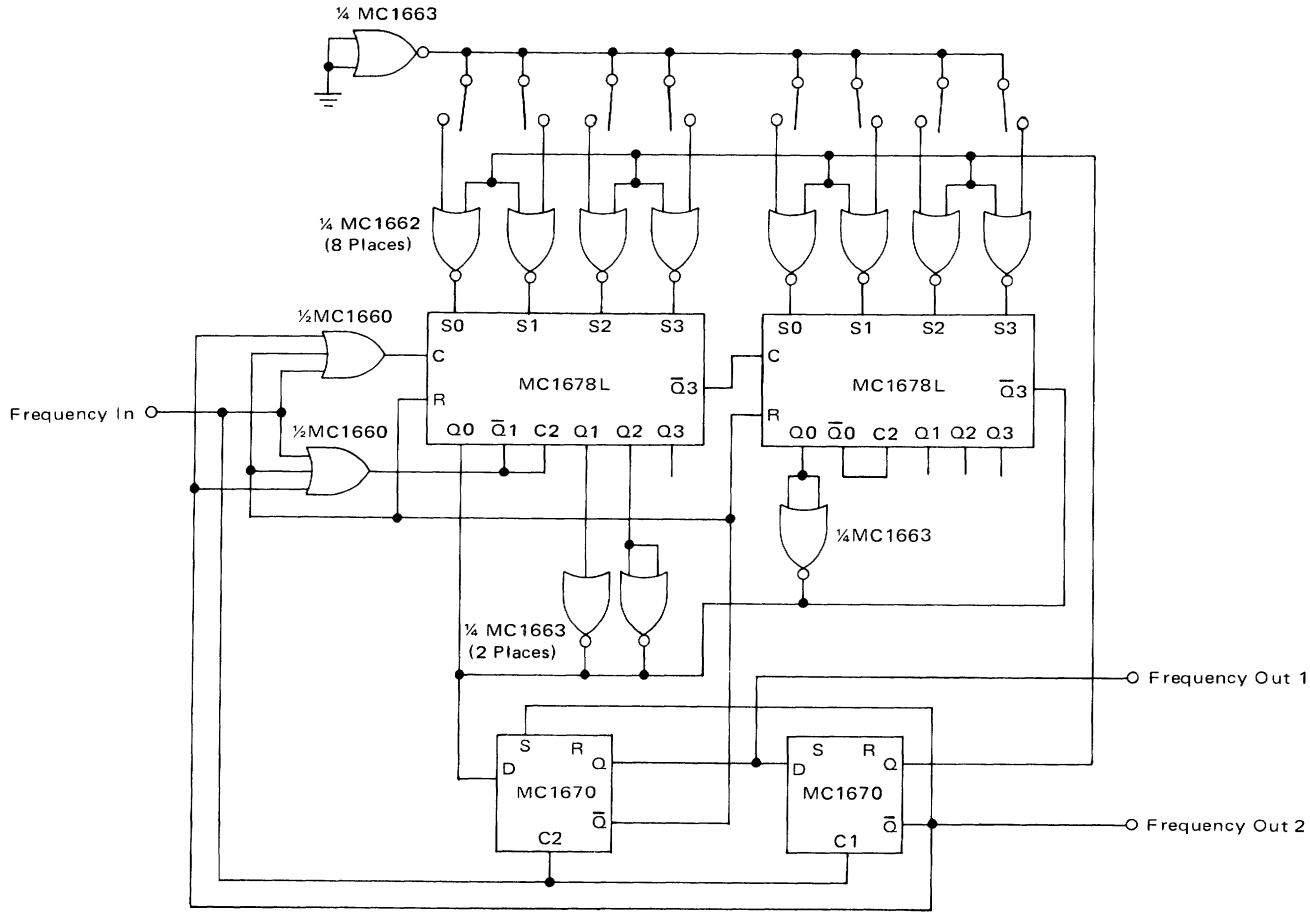 ¼ MC1663
¼ MC1662
(8 Places)
S0 S1 S2 S3
S0 S1 S2 S3
½MC1660
C
MC1678L
Q̅3
R
Q0 Q̅1 C2 Q1 Q2 Q3
C
MC1678L
Q̅3
R
Q0 Q̅0 C2 Q1 Q2 Q3
Frequency In
½MC1660
¼MC1663
¼ MC1663
(2 Places)
Frequency Out 1
S R
D Q
MC1670
Q̅
C2
S R
D Q
MC1670
Q̅
C1
Frequency Out 2